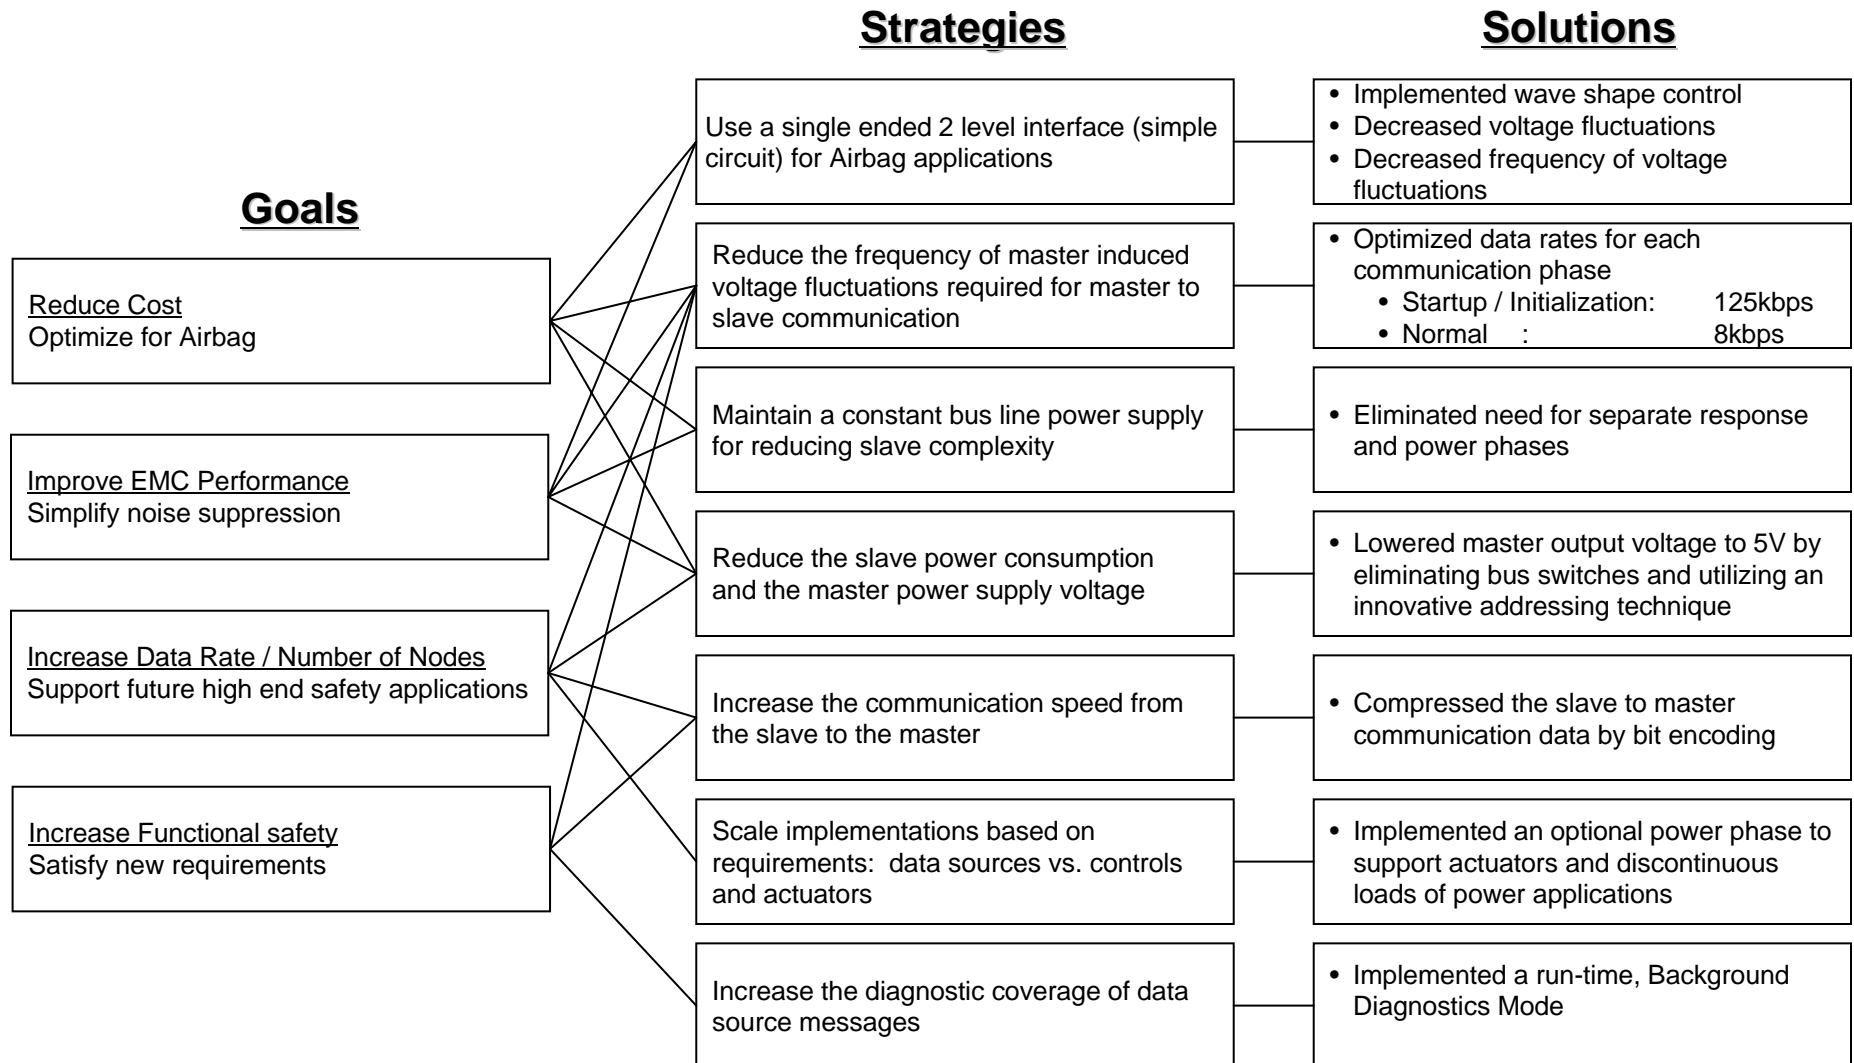 Strategies
Solutions
Goals
Reduce Cost
Optimize for Airbag
Improve EMC Performance
Simplify noise suppression
Increase Data Rate / Number of Nodes
Support future high end safety applications
Increase Functional safety
Satisfy new requirements
Use a single ended 2 level interface (simple
circuit) for Airbag applications
Reduce the frequency of master induced
voltage fluctuations required for master to
slave communication
Maintain a constant bus line power supply
for reducing slave complexity
Reduce the slave power consumption
and the master power supply voltage
Increase the communication speed from
the slave to the master
Scale implementations based on
requirements:  data sources vs. controls
and actuators
Increase the diagnostic coverage of data
source messages
• Implemented wave shape control
• Decreased voltage fluctuations
• Decreased frequency of voltage
fluctuations
• Optimized data rates for each
communication phase
• Startup / Initialization: 125kbps
• Normal : 8kbps
• Eliminated need for separate response
and power phases
• Lowered master output voltage to 5V by
eliminating bus switches and utilizing an
innovative addressing technique
• Compressed the slave to master
communication data by bit encoding
• Implemented an optional power phase to
support actuators and discontinuous
loads of power applications
• Implemented a run-time, Background
Diagnostics Mode